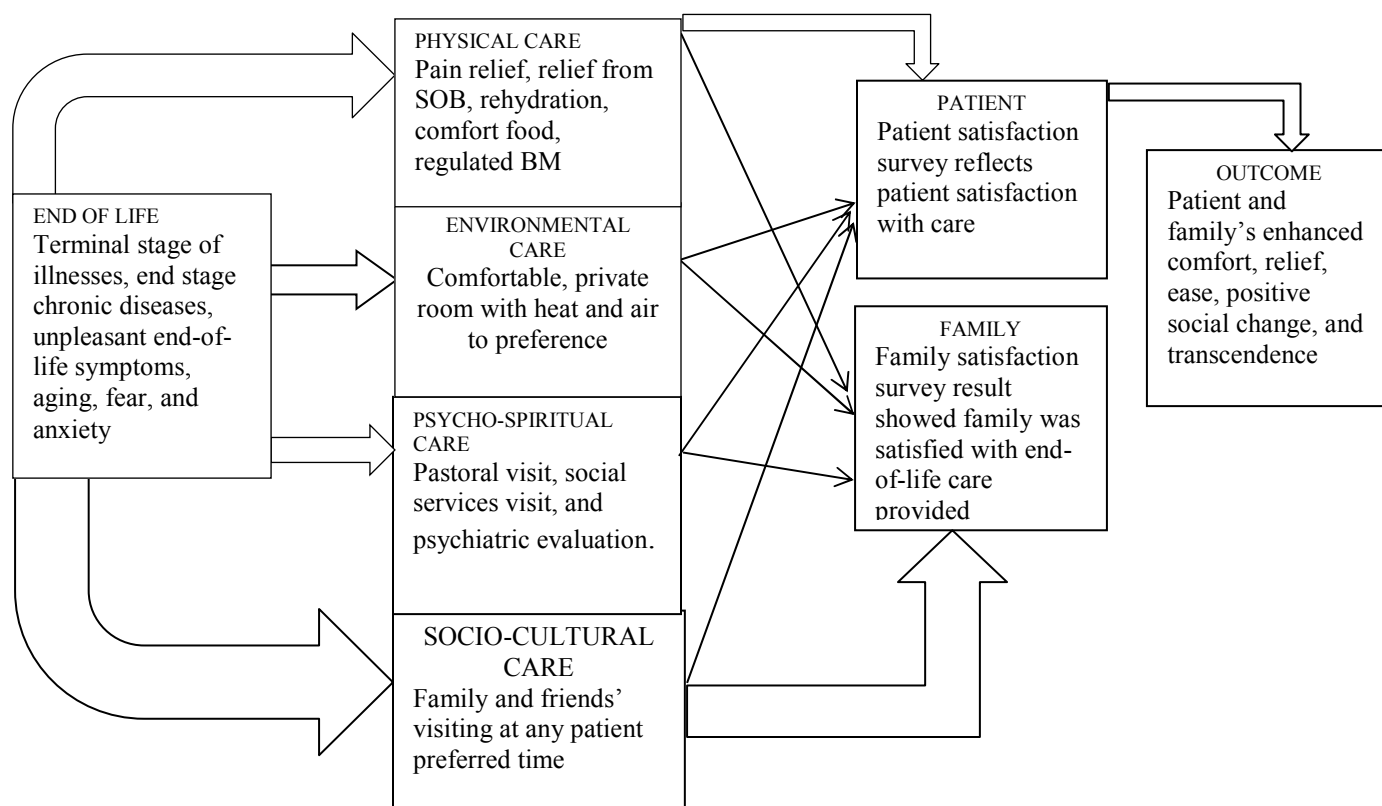 END OF LIFE
Terminal stage of
illnesses, end stage
chronic diseases,
unpleasant end-of-
life symptoms,
aging, fear, and
anxiety
PHYSICAL CARE
Pain relief, relief from
SOB, rehydration,
comfort food,
regulated BM
ENVIRONMENTAL
CARE
Comfortable, private
room with heat and air
to preference
PSYCHO-SPIRITUAL
CARE
Pastoral visit, social
services visit, and
psychiatric evaluation.
SOCIO-CULTURAL
CARE
Family and friends’
visiting at any patient
preferred time
PATIENT
Patient satisfaction
survey reflects
patient satisfaction
with care
FAMILY
Family satisfaction
survey result
showed family was
satisfied with end-
of-life care
provided
OUTCOME
Patient and
family’s enhanced
comfort, relief,
ease, positive
social change, and
transcendence